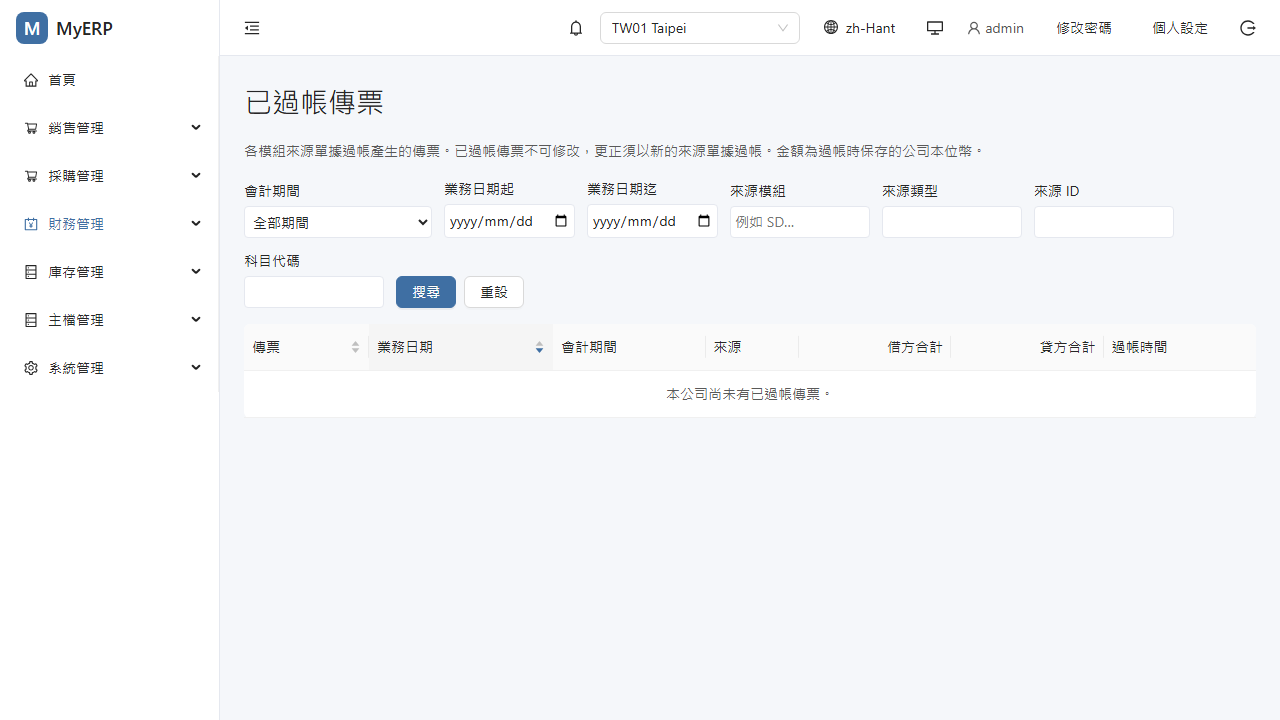 M MyERP
TW01 Taipei
zh-Hant
admin
修改密碼
個人設定
首頁
銷售管理
採購管理
財務管理
庫存管理
主檔管理
系統管理
已過帳傳票
各模組來源單據過帳產生的傳票。已過帳傳票不可修改，更正須以新的來源單據過帳。金額為過帳時保存的公司本位幣。
會計期間 業務日期起 業務日期迄 來源模組 來源類型 來源 ID
全部期間 yyyy/mm/dd yyyy/mm/dd 例如 SD...
科目代碼
搜尋 重設
傳票 業務日期 會計期間 來源 借方合計 貸方合計 過帳時間
本公司尚未有已過帳傳票。